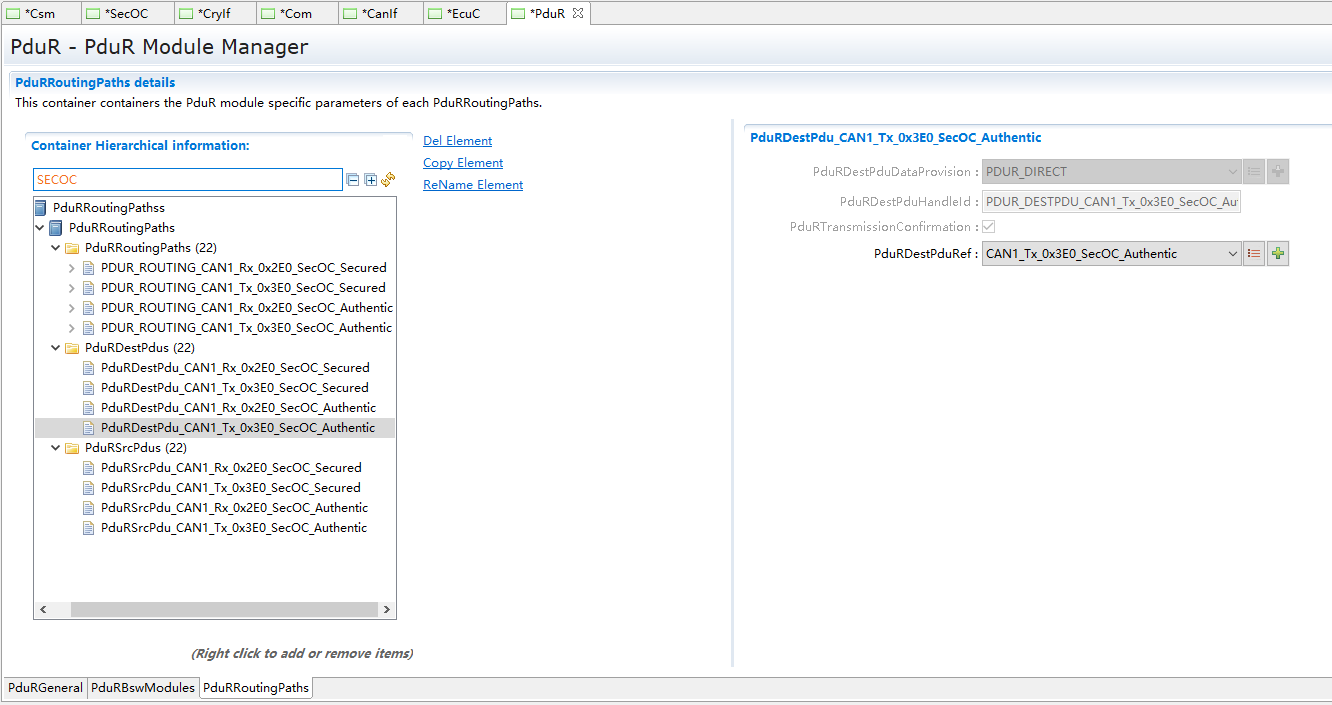 *Csm *SecOC *CryIf *Com *CanIf *EcuC *PduR
PduR - PduR Module Manager
PduRRoutingPaths details
This container containers the PduR module specific parameters of each PduRRoutingPaths.
Container Hierarchical information:
SECOC
PduRRoutingPathss
PduRRoutingPaths
PduRRoutingPaths (22)
PDUR_ROUTING_CAN1_Rx_0x2E0_SecOC_Secured
PDUR_ROUTING_CAN1_Tx_0x3E0_SecOC_Secured
PDUR_ROUTING_CAN1_Rx_0x2E0_SecOC_Authentic
PDUR_ROUTING_CAN1_Tx_0x3E0_SecOC_Authentic
PduRDestPdus (22)
PduRDestPdu_CAN1_Rx_0x2E0_SecOC_Secured
PduRDestPdu_CAN1_Tx_0x3E0_SecOC_Secured
PduRDestPdu_CAN1_Rx_0x2E0_SecOC_Authentic
PduRDestPdu_CAN1_Tx_0x3E0_SecOC_Authentic
PduRSrcPdus (22)
PduRSrcPdu_CAN1_Rx_0x2E0_SecOC_Secured
PduRSrcPdu_CAN1_Tx_0x3E0_SecOC_Secured
PduRSrcPdu_CAN1_Rx_0x2E0_SecOC_Authentic
PduRSrcPdu_CAN1_Tx_0x3E0_SecOC_Authentic
(Right click to add or remove items)
Del Element
Copy Element
ReName Element
PduRDestPdu_CAN1_Tx_0x3E0_SecOC_Authentic
PduRDestPduDataProvision : PDUR_DIRECT
PduRDestPduHandleId : PDUR_DESTPDU_CAN1_Tx_0x3E0_SecOC_Au
PduRTransmissionConfirmation :
PduRDestPduRef : CAN1_Tx_0x3E0_SecOC_Authentic
PduRGeneral PduRBswModules PduRRoutingPaths